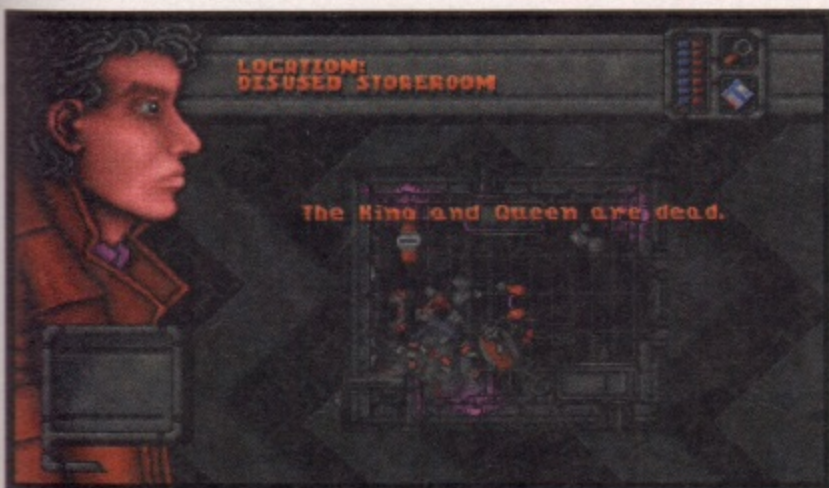 LOCATION:
DISUSED STOREROOM
The King and Queen are dead.